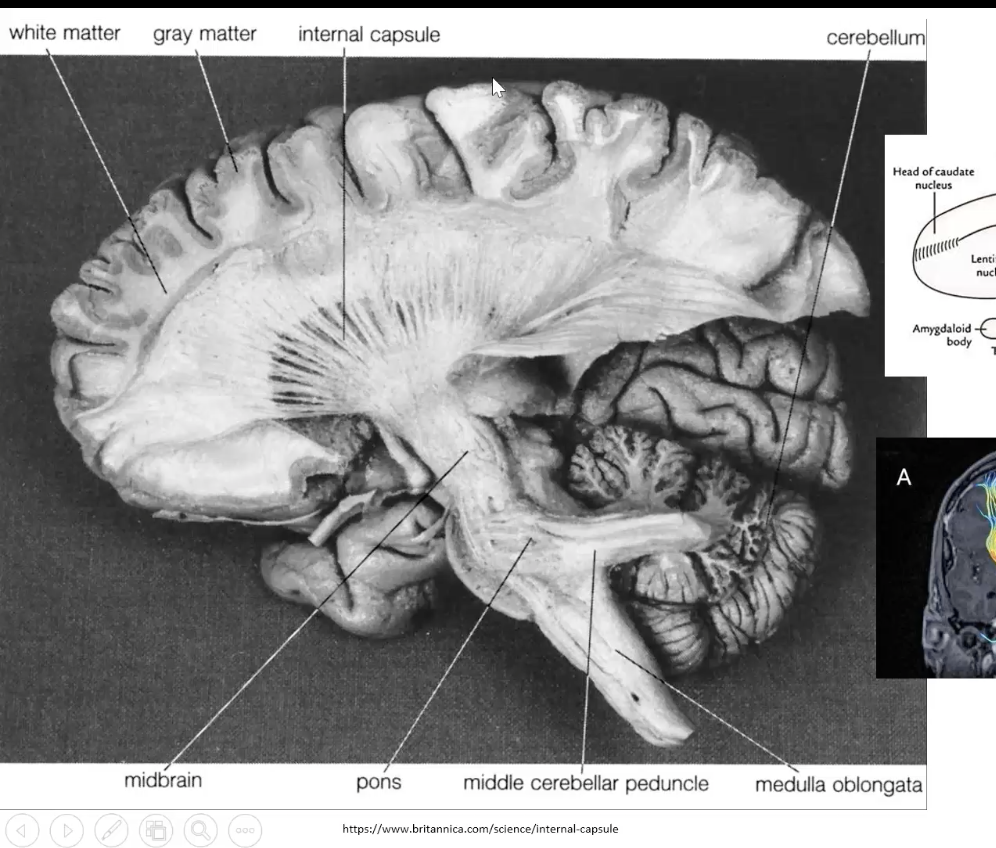 white matter
gray matter
internal capsule
cerebellum
Head of caudate
nucleus
Amygdaloid
body
A
midbrain
pons
middle cerebellar peduncle
medulla oblongata
https://www.britannica.com/science/internal-capsule